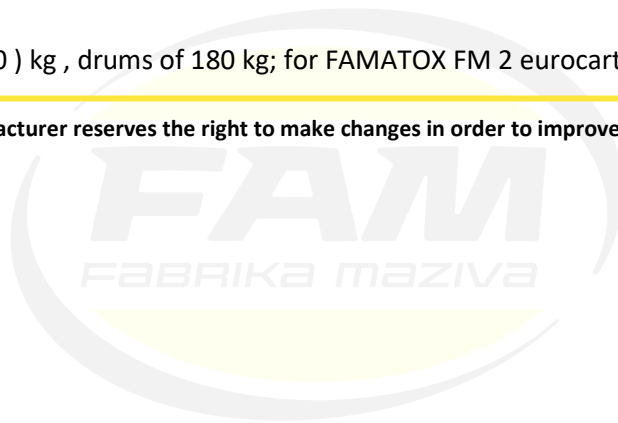 0 ) kg , drums of 180 kg; for FAMATOX FM 2 eurocart
acturer reserves the right to make changes in order to improve
FAM
FABRIKA MAZIVA